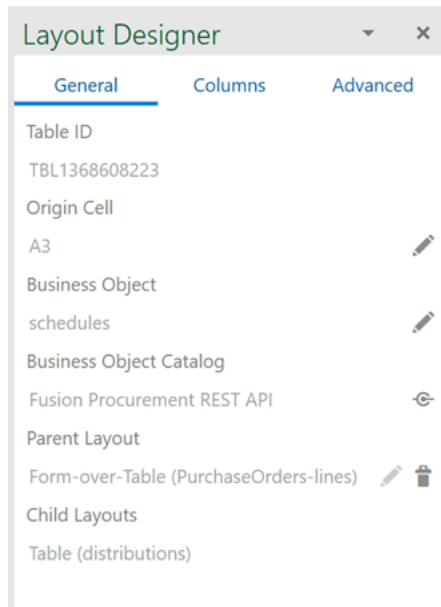 Layout Designer
General Columns Advanced
Table ID
TBL1368608223
Origin Cell
A3
Business Object
schedules
Business Object Catalog
Fusion Procurement REST API
Parent Layout
Form-over-Table (PurchaseOrders-lines)
Child Layouts
Table (distributions)